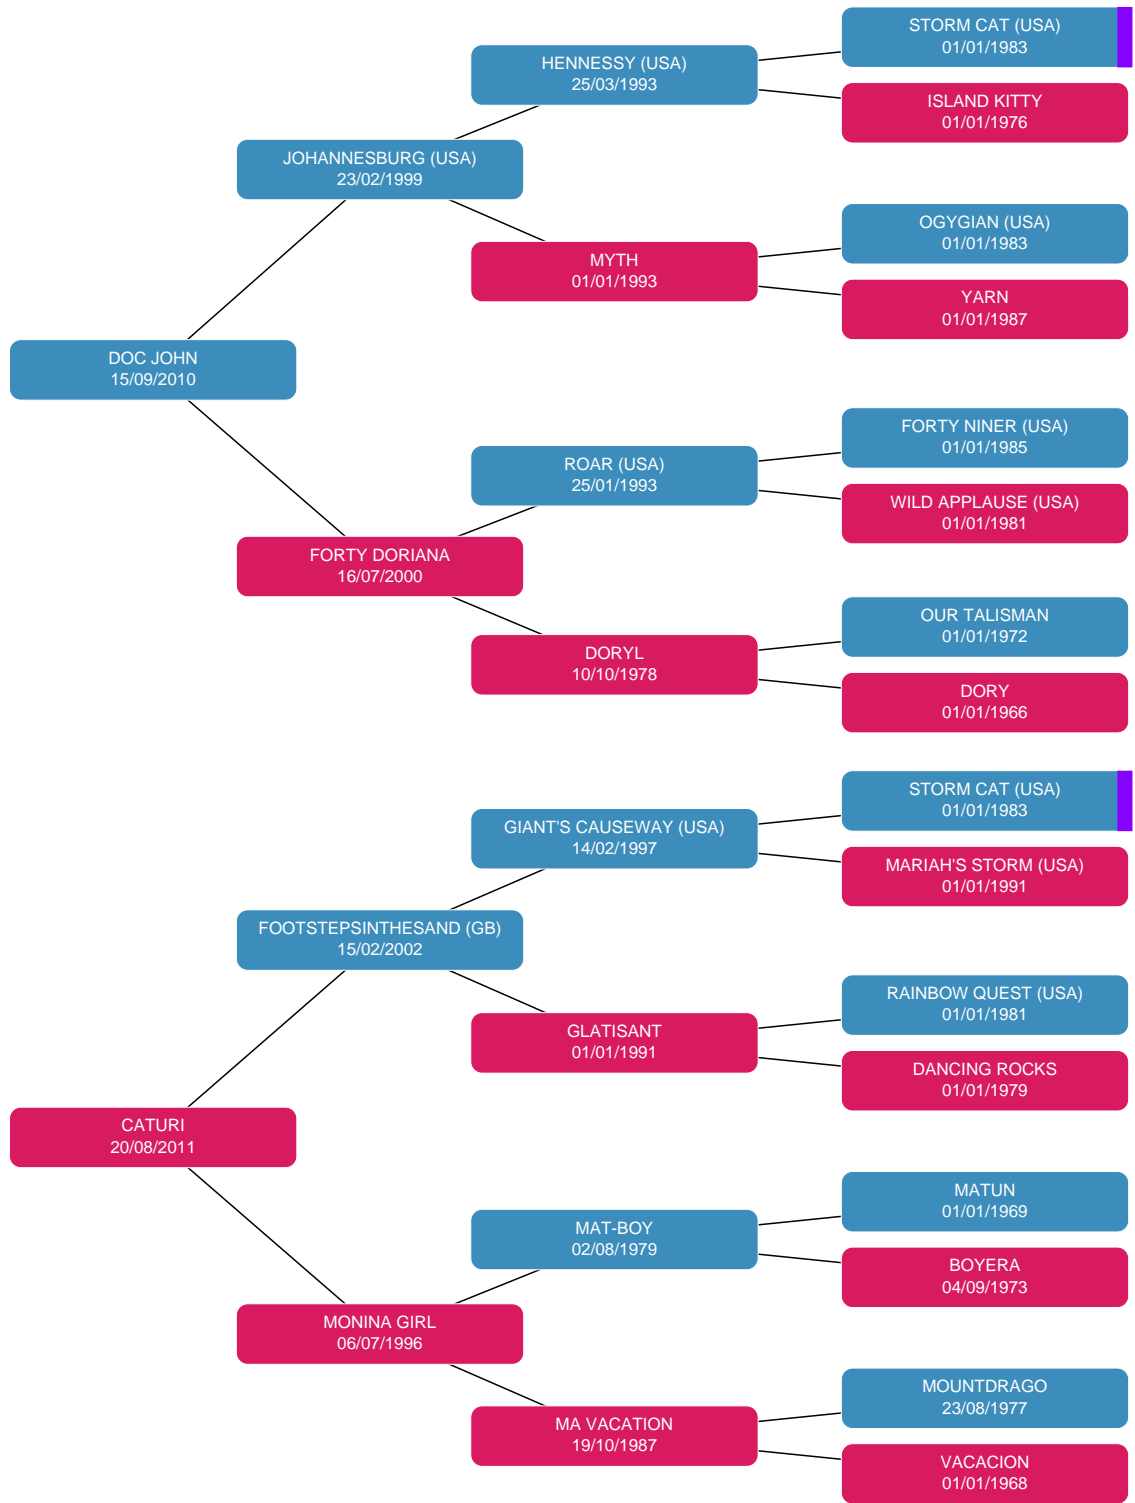 STORM CAT (USA)
01/01/1983
HENNESSY (USA)
25/03/1993
ISLAND KITTY
01/01/1976
JOHANNESBURG (USA)
23/02/1999
OGYGIAN (USA)
01/01/1983
MYTH
01/01/1993
YARN
01/01/1987
DOC JOHN
15/09/2010
FORTY NINER (USA)
01/01/1985
ROAR (USA)
25/01/1993
WILD APPLAUSE (USA)
01/01/1981
FORTY DORIANA
16/07/2000
OUR TALISMAN
01/01/1972
DORYL
10/10/1978
DORY
01/01/1966
STORM CAT (USA)
01/01/1983
GIANT'S CAUSEWAY (USA)
14/02/1997
MARIAH'S STORM (USA)
01/01/1991
FOOTSTEPSINTHESAND (GB)
15/02/2002
RAINBOW QUEST (USA)
01/01/1981
GLATISANT
01/01/1991
DANCING ROCKS
01/01/1979
CATURI
20/08/2011
MATUN
01/01/1969
MAT-BOY
02/08/1979
BOYERA
04/09/1973
MONINA GIRL
06/07/1996
MOUNTDRAGO
23/08/1977
MA VACATION
19/10/1987
VACACION
01/01/1968